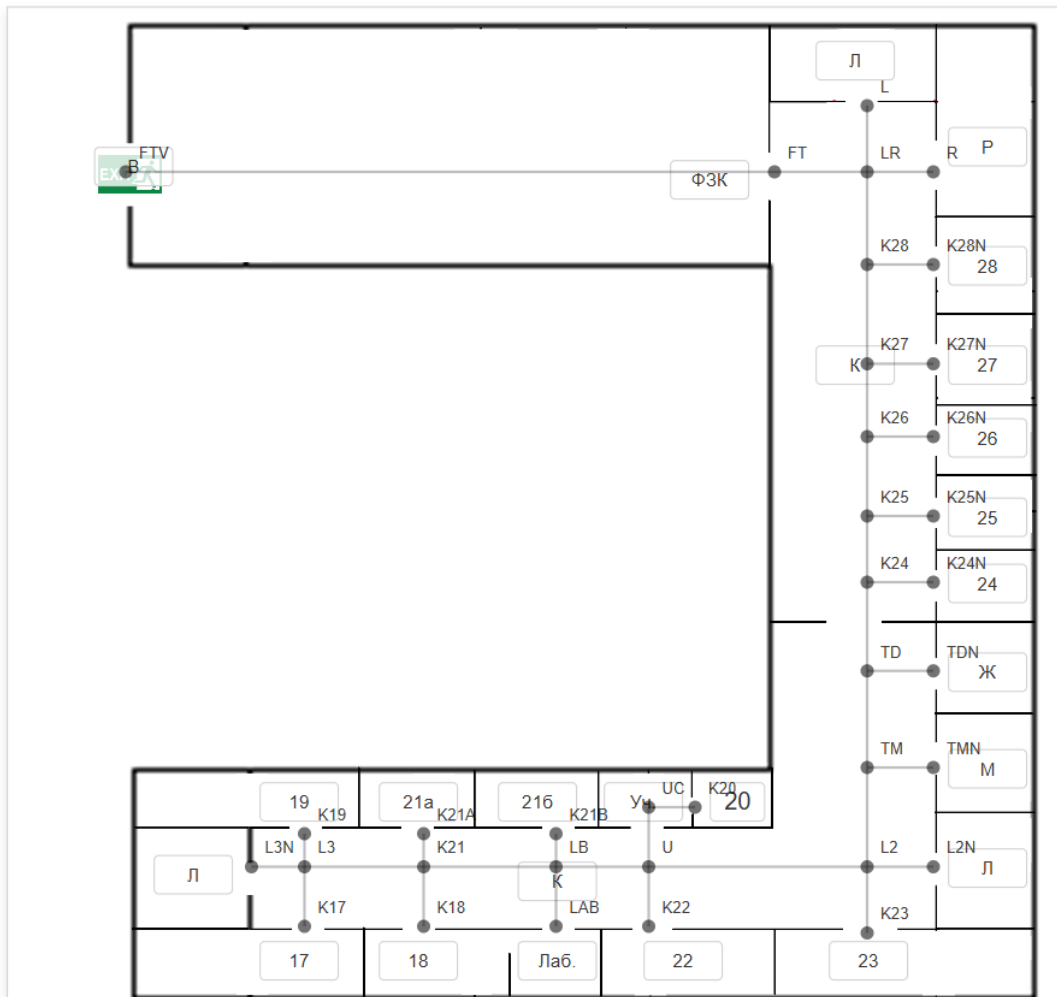 Л
L
FTV
FT
LR
R
Р
В
EX
ФЗК
K28
K28N
28
K27
K27N
К
27
K26
K26N
26
K25
K25N
25
K24
K24N
24
TD
TDN
Ж
TM
TMN
М
19
21а
21б
Уч.
UC
K20
20
K19
K21A
K21B
L3N
L3
K21
LB
U
L2
L2N
Л
К
Л
K17
K18
LAB
K22
K23
17
18
Лаб.
22
23